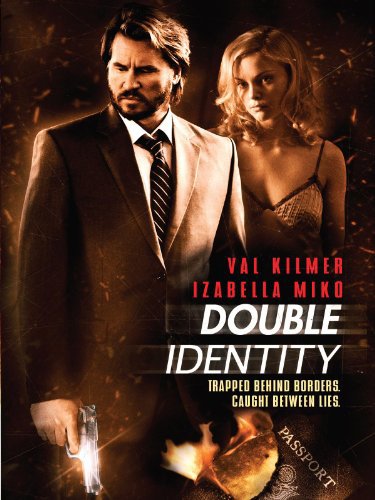 VAL KILMER
IZABELLA MIKO
DOUBLE
IDENTITY
TRAPPED BEHIND BORDERS.
CAUGHT BETWEEN LIES.
PASSPORT